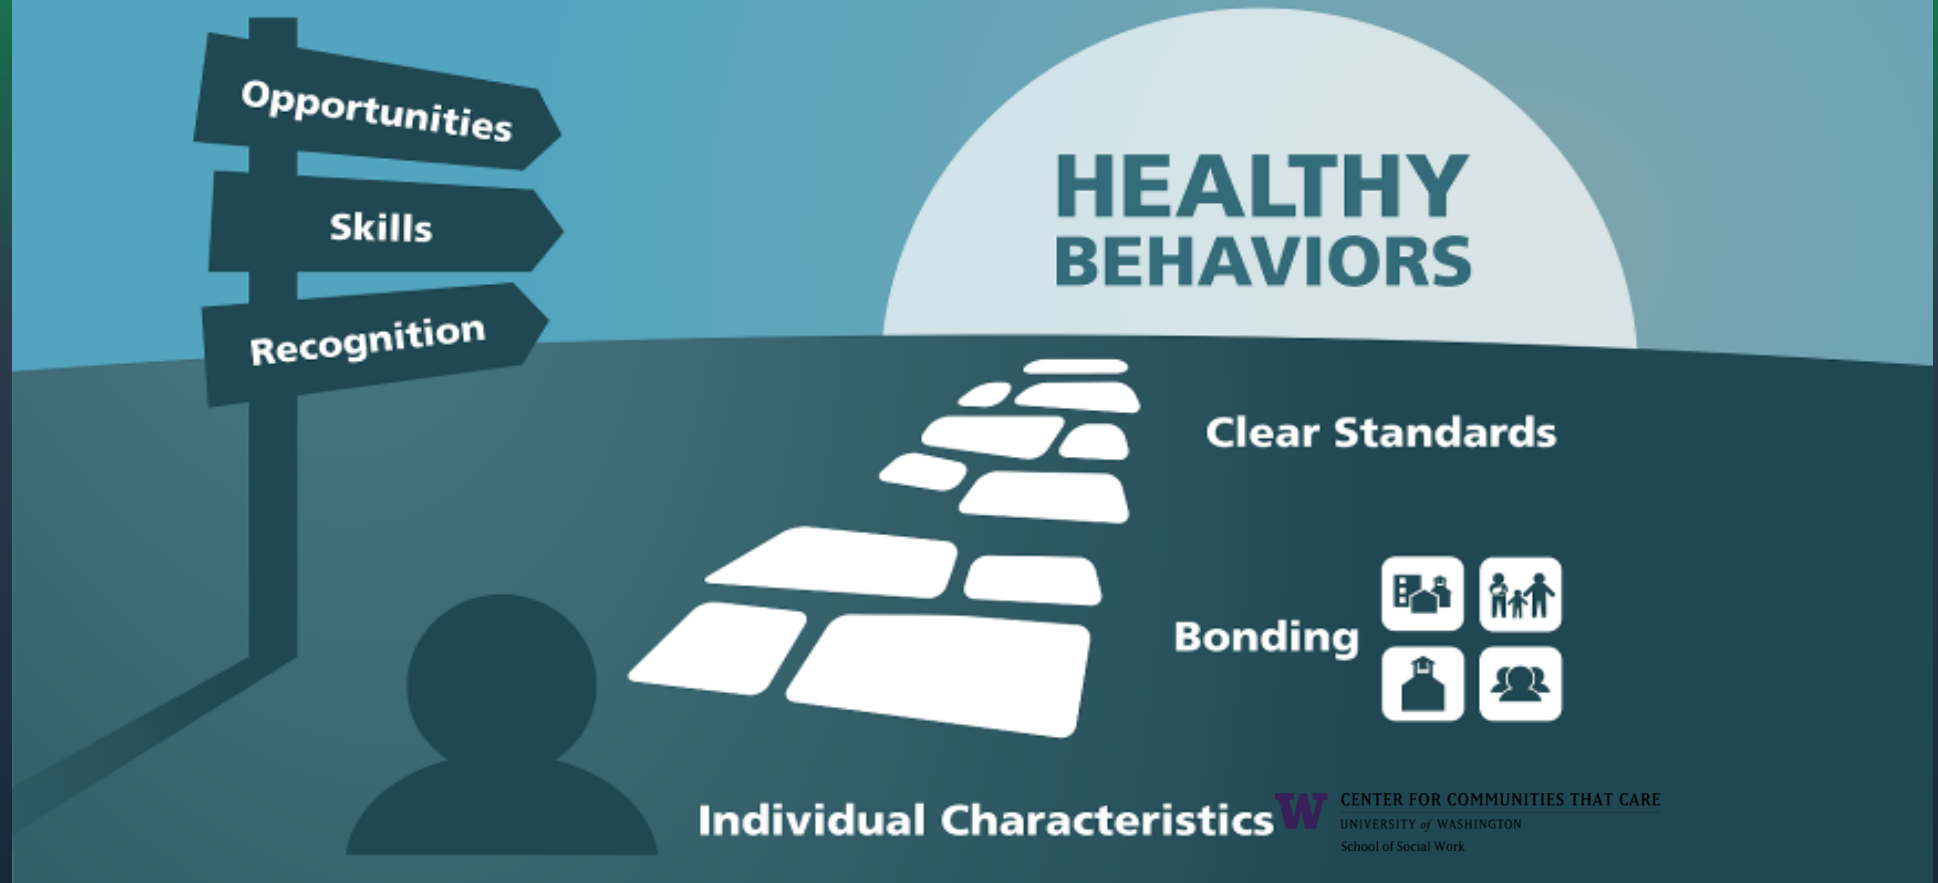 Opportunities
Skills
Recognition
HEALTHY
BEHAVIORS
Clear Standards
Bonding
Individual Characteristics
W
CENTER FOR COMMUNITIES THAT CARE
UNIVERSITY of WASHINGTON
School of Social Work